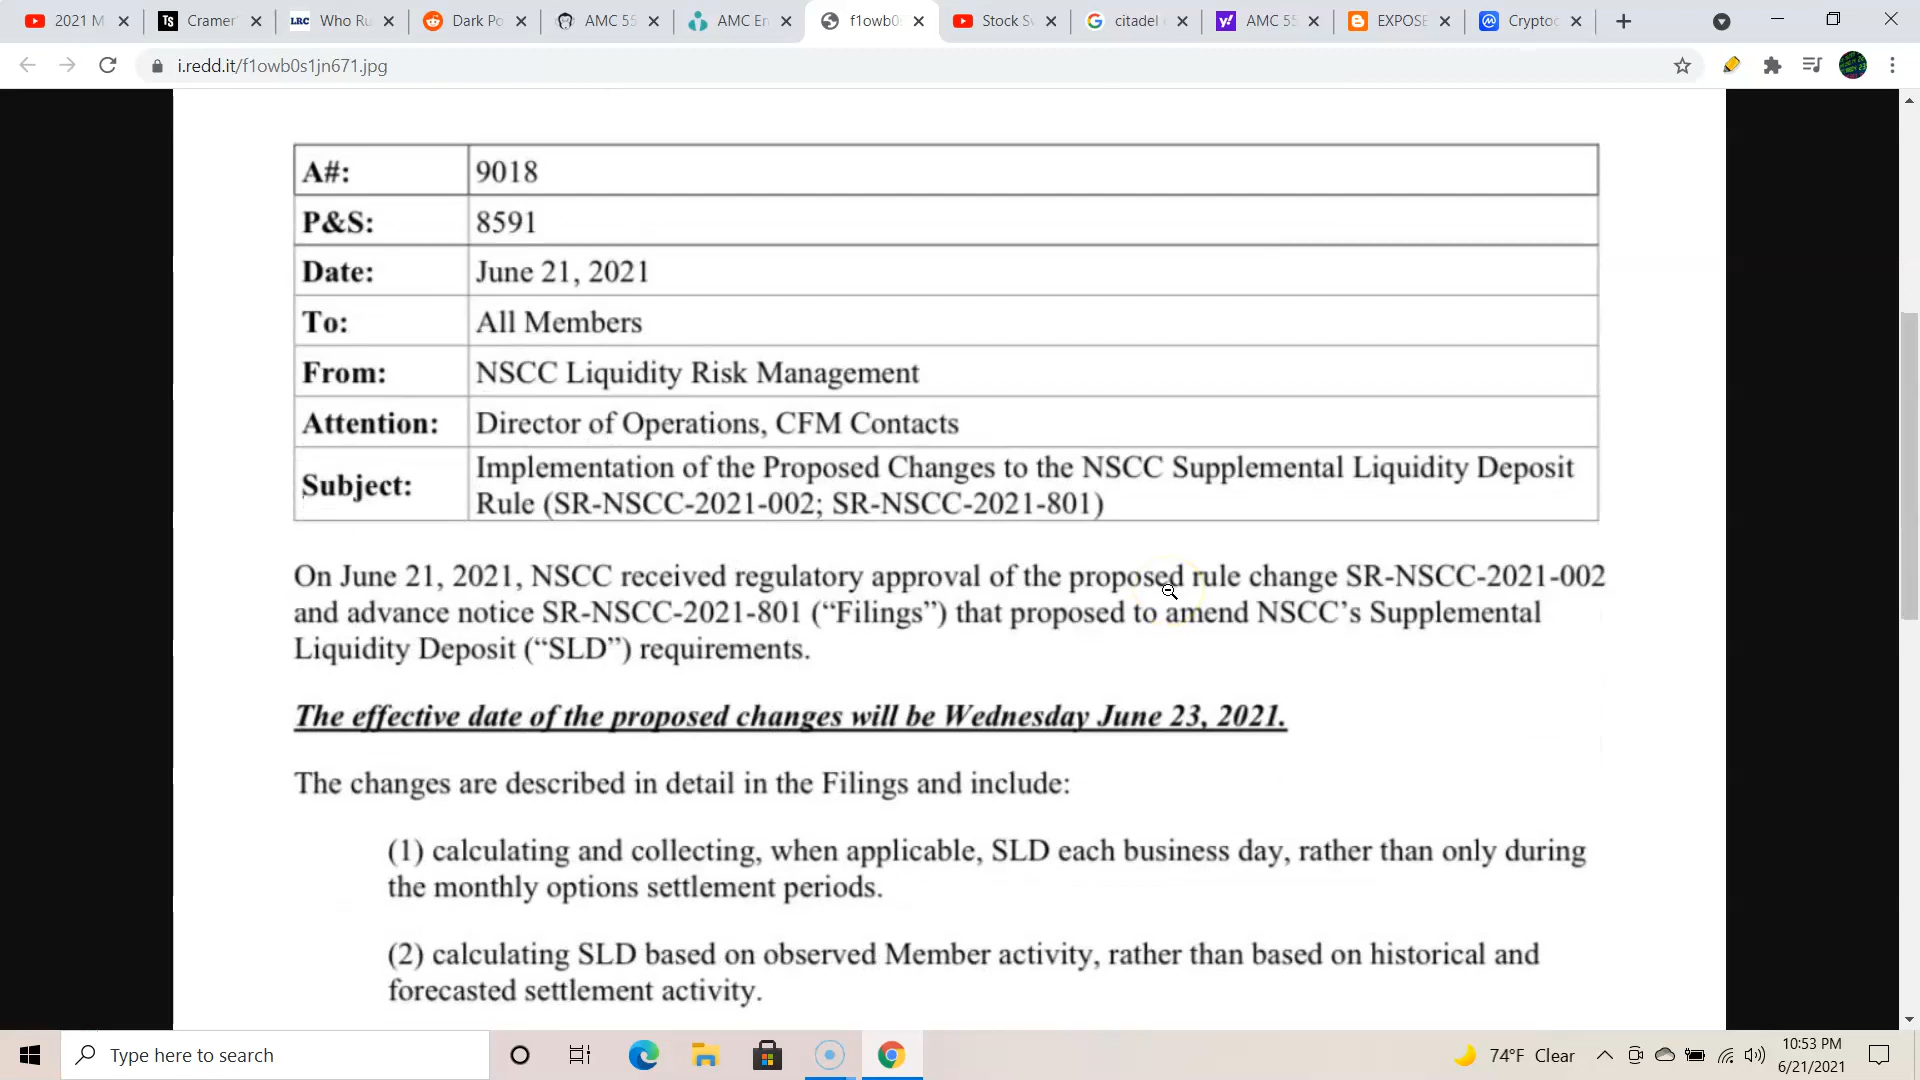 2021 M
Cramer'
LRC Who Ru
Dark Po
AMC 55
AMC En
f1owb0
Stock Sv
citadel
AMC 55
EXPOSE
Cryptoc
i.redd.it/f1owb0s1jn671.jpg
A#: 9018
P&S: 8591
Date: June 21, 2021
To: All Members
From: NSCC Liquidity Risk Management
Attention: Director of Operations, CFM Contacts
Subject: Implementation of the Proposed Changes to the NSCC Supplemental Liquidity Deposit
Rule (SR-NSCC-2021-002; SR-NSCC-2021-801)
On June 21, 2021, NSCC received regulatory approval of the proposed rule change SR-NSCC-2021-002
and advance notice SR-NSCC-2021-801 (“Filings”) that proposed to amend NSCC’s Supplemental
Liquidity Deposit (“SLD”) requirements.
The effective date of the proposed changes will be Wednesday June 23, 2021.
The changes are described in detail in the Filings and include:
(1) calculating and collecting, when applicable, SLD each business day, rather than only during
the monthly options settlement periods.
(2) calculating SLD based on observed Member activity, rather than based on historical and
forecasted settlement activity.
Type here to search
74°F Clear
10:53 PM
6/21/2021